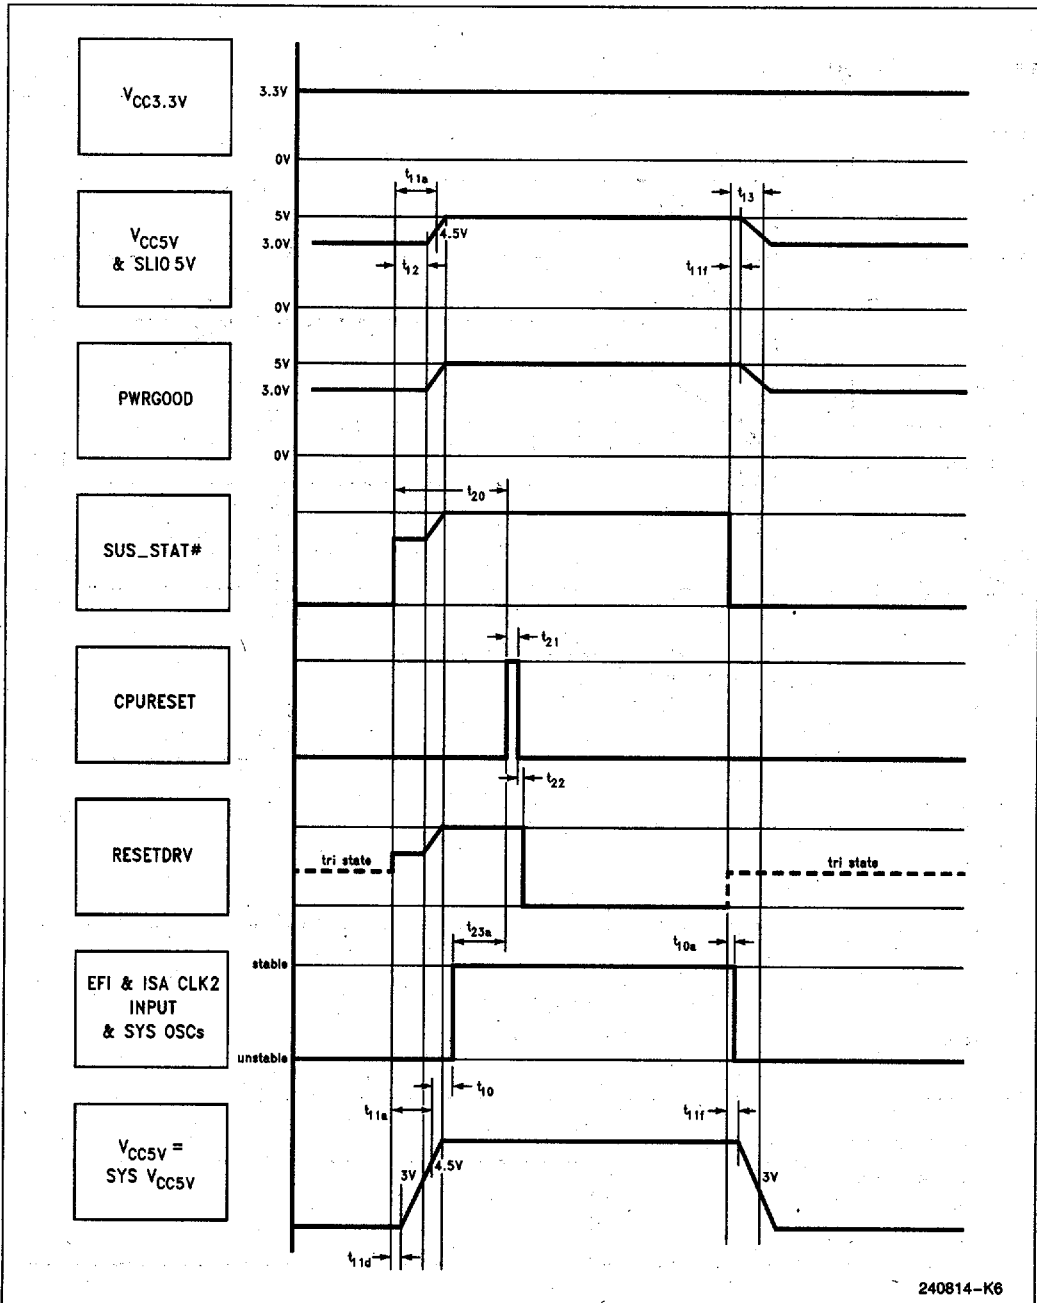 VCC3.3V
3.3V
0V
t11a
t13
VCC5V
& SLIO 5V
5V
4.5V
3.0V
t12
t11f
0V
PWRGOOD
5V
3.0V
0V
t20
SUS_STAT#
t21
CPURESET
t22
RESETDRV
tri state
tri state
t23a
t10a
EFI & ISA CLK2
INPUT
& SYS OSCs
stable
unstable
t10
t11a
t11f
VCC5V =
SYS VCC5V
3V
4.5V
3V
t11d
240814-K6